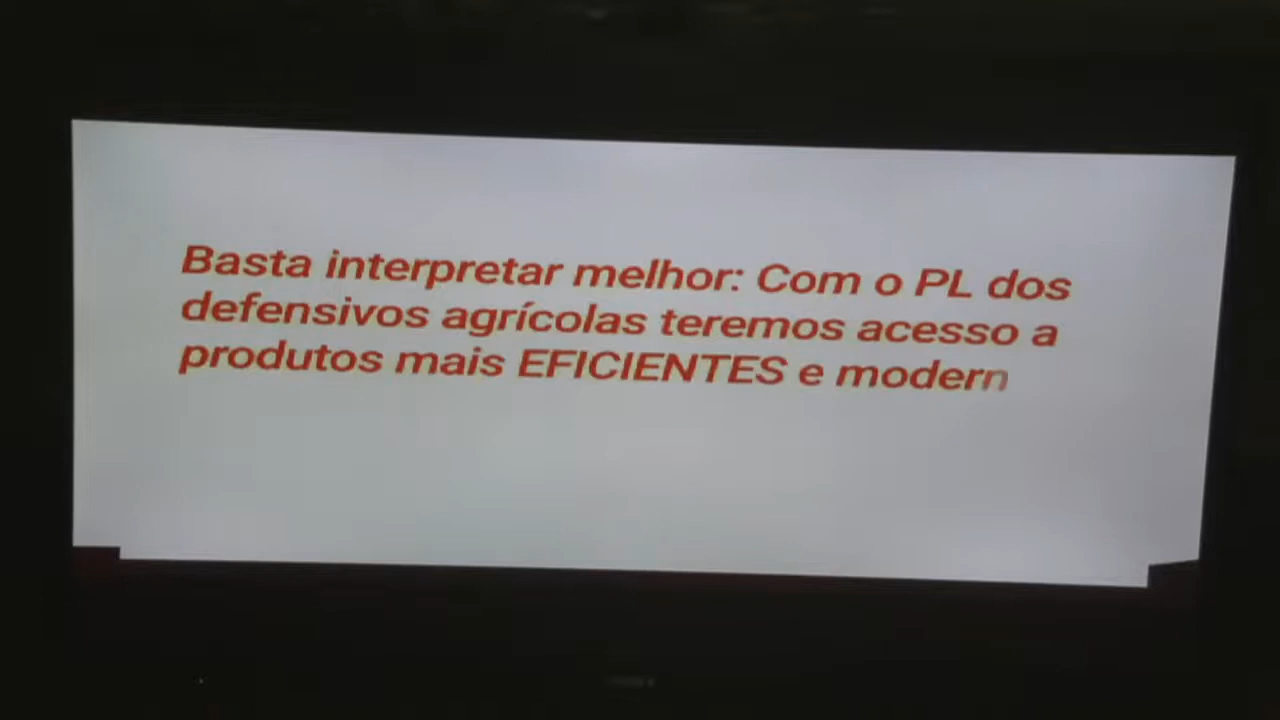 Basta interpretar melhor: Com o PL dos
defensivos agrícolas teremos acesso a
produtos mais EFICIENTES e modern